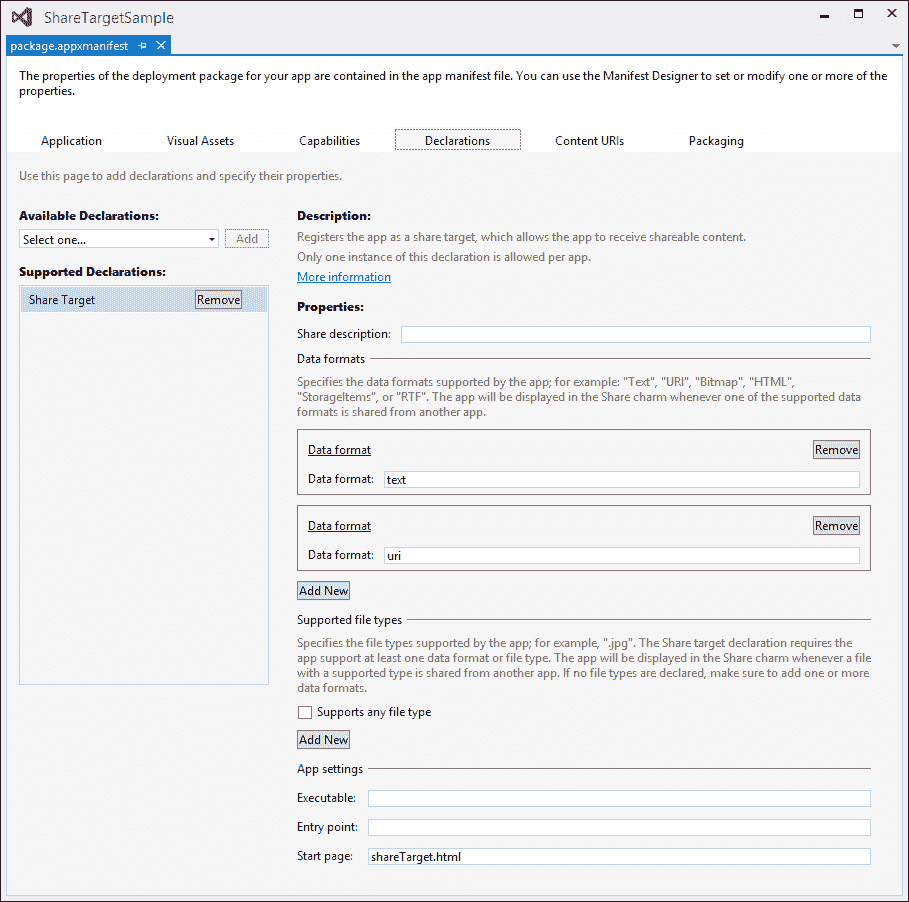 ShareTargetSample
package.appxmanifest
The properties of the deployment package for your app are contained in the app manifest file. You can use the Manifest Designer to set or modify one or more of the
properties.
Application Visual Assets Capabilities Declarations Content URIs Packaging
Use this page to add declarations and specify their properties.
Available Declarations:
Select one... Add
Supported Declarations:
Share Target Remove
Description:
Registers the app as a share target, which allows the app to receive shareable content.
Only one instance of this declaration is allowed per app.
More information
Properties:
Share description:
Data formats
Specifies the data formats supported by the app; for example: "Text", "URI", "Bitmap", "HTML",
"StorageItems", or "RTF". The app will be displayed in the Share charm whenever one of the supported data
formats is shared from another app.
Data format Remove
Data format: text
Data format Remove
Data format: uri
Add New
Supported file types
Specifies the file types supported by the app; for example, ".jpg". The Share target declaration requires the
app support at least one data format or file type. The app will be displayed in the Share charm whenever a file
with a supported type is shared from another app. If no file types are declared, make sure to add one or more
data formats.
Supports any file type
Add New
App settings
Executable:
Entry point:
Start page: shareTarget.html